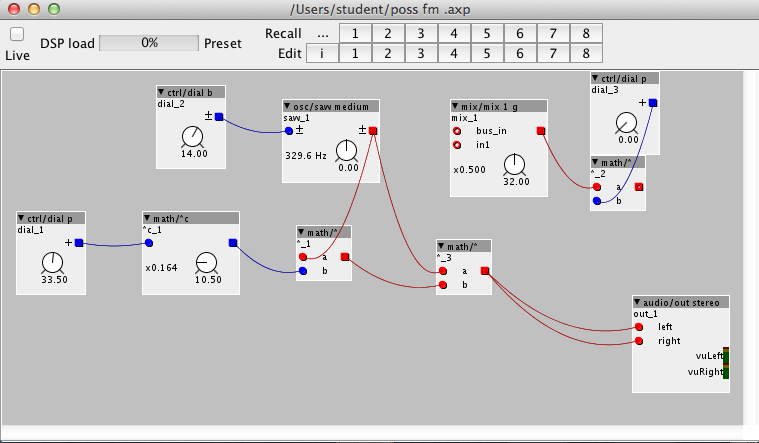 /Users/student/poss fm .axp
Live
DSP load 0% Preset
Recall ... 1 2 3 4 5 6 7 8
Edit i 1 2 3 4 5 6 7 8
▼ ctrl/dial b
dial_2
±
14.00
▼ osc/saw medium
saw_1
± ±
329.6 Hz
0.00
▼ mix/mix 1 g
mix_1
bus_in
in1
x0.500
32.00
▼ ctrl/dial p
dial_3
+
0.00
▼ math/^
^_2
a
b
▼ ctrl/dial p
dial_1
+
33.50
▼ math/^c
^c_1
x0.164
10.50
▼ math/^
^_1
a
b
▼ math/^
^_3
a
b
▼ audio/out stereo
out_1
left
right
vuLeft
vuRight